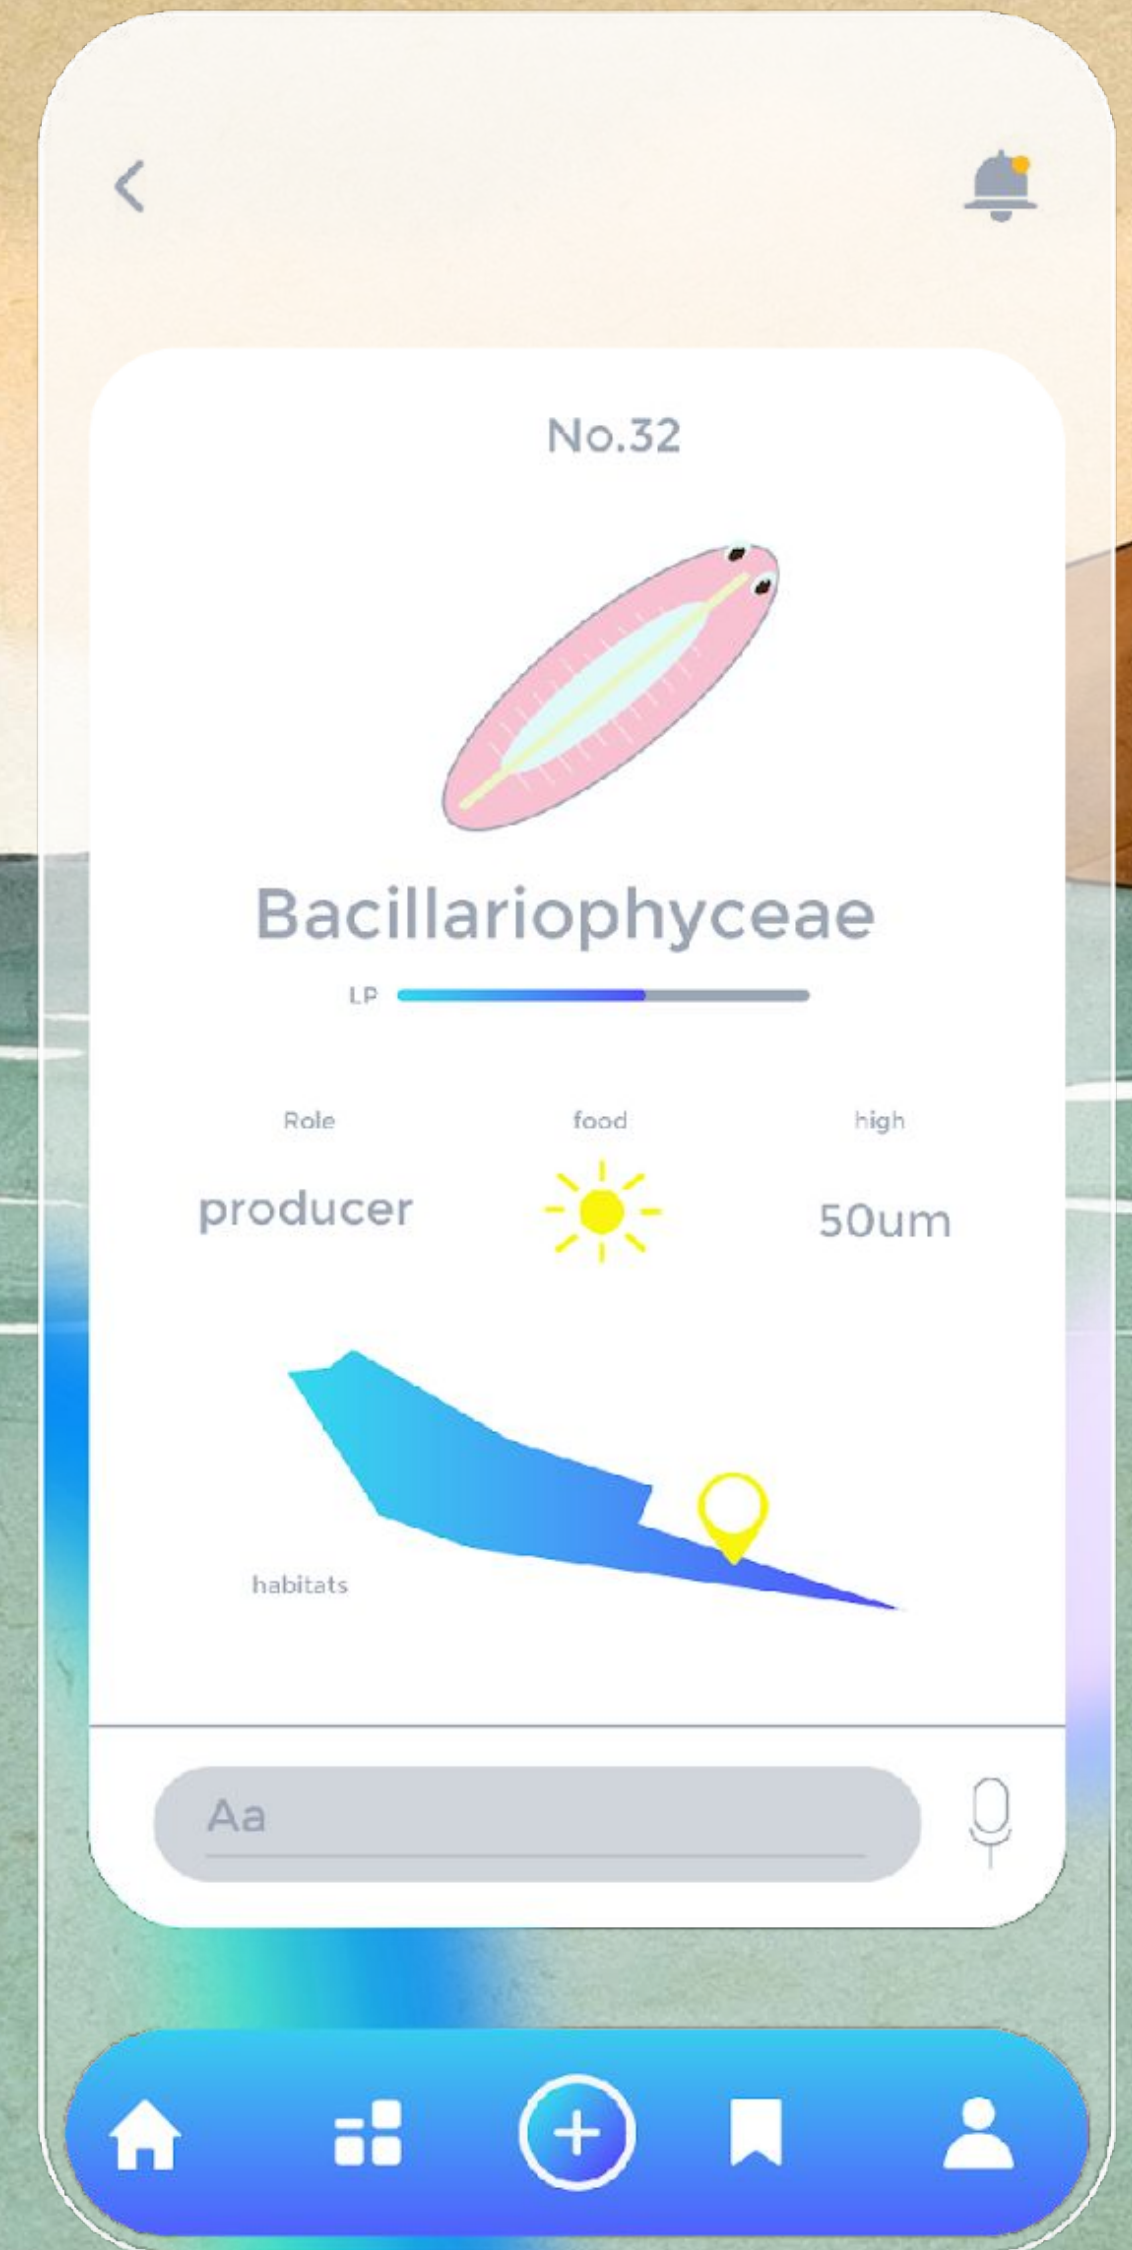 No.32
Bacillariophyceae
LP
Role food high
producer 50um
habitats
Aa